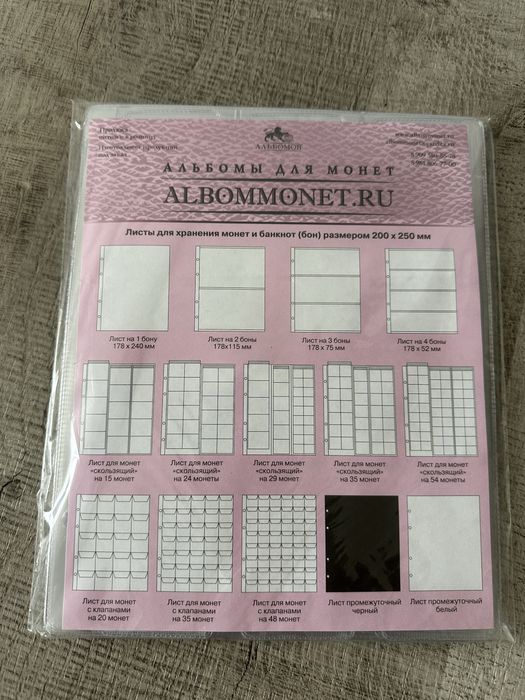 АЛЬБОМОВ
АЛЬБОМЫ ДЛЯ МОНЕТ
ALBOMMONET.RU
Листы для хранения монет и банкнот (бон) размером 200 х 250 мм
Лист на 1 бону
178 х 240 мм
Лист на 2 боны
178х115 мм
Лист на 3 боны
178 х 75 мм
Лист на 4 боны
178 х 52 мм
Лист для монет
«скользящий»
на 15 монет
Лист для монет
«скользящий»
на 24 монеты
Лист для монет
«скользящий»
на 29 монет
Лист для монет
«скользящий»
на 35 монет
Лист для монет
«скользящий»
на 54 монеты
Лист для монет
с клапанами
на 20 монет
Лист для монет
с клапанами
на 35 монет
Лист для монет
с клапанами
на 48 монет
Лист промежуточный
черный
Лист промежуточный
белый